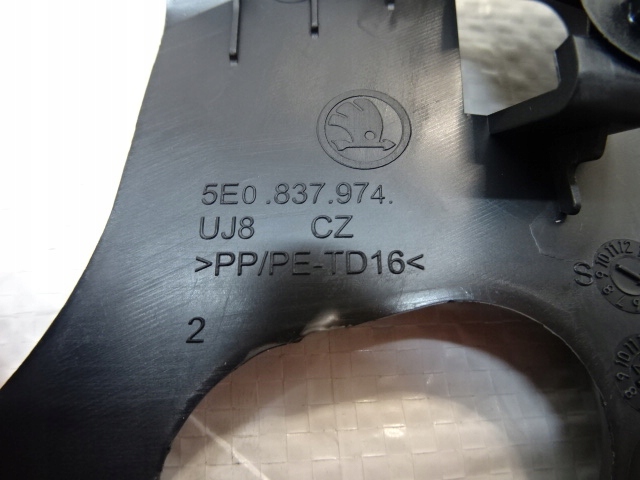 5E0.837.974.
UJ8 CZ
>PP/PE-TD16<
2